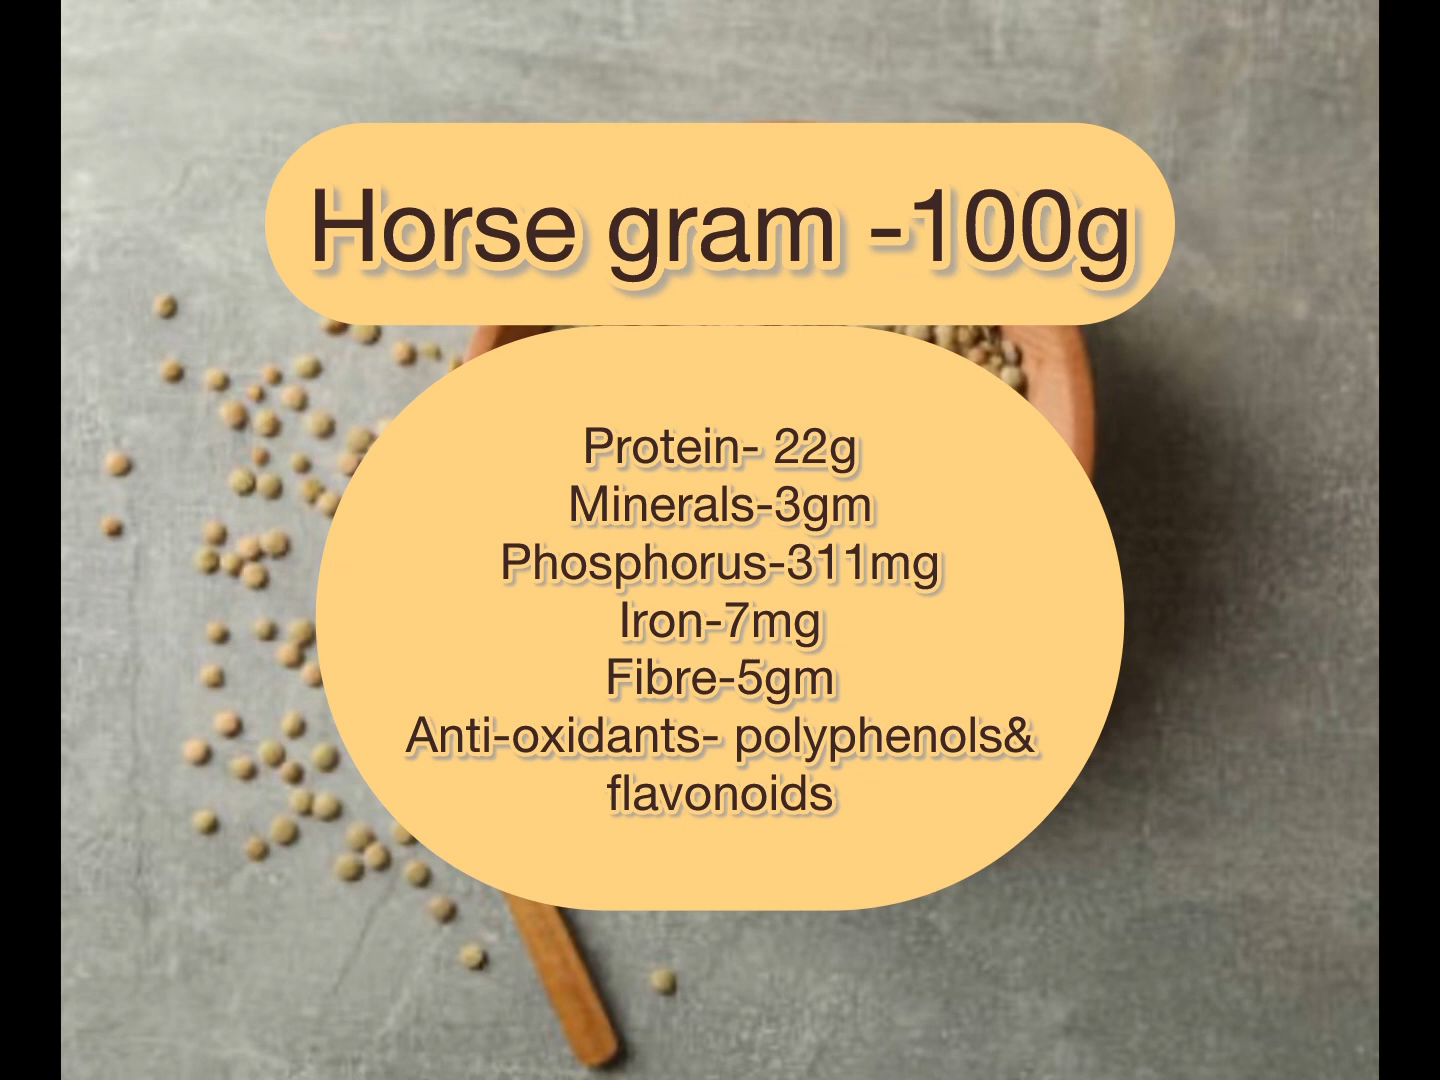 Horse gram -100g
Protein- 22g
Minerals-3gm
Phosphorus-311mg
Iron-7mg
Fibre-5gm
Anti-oxidants- polyphenols&
flavonoids